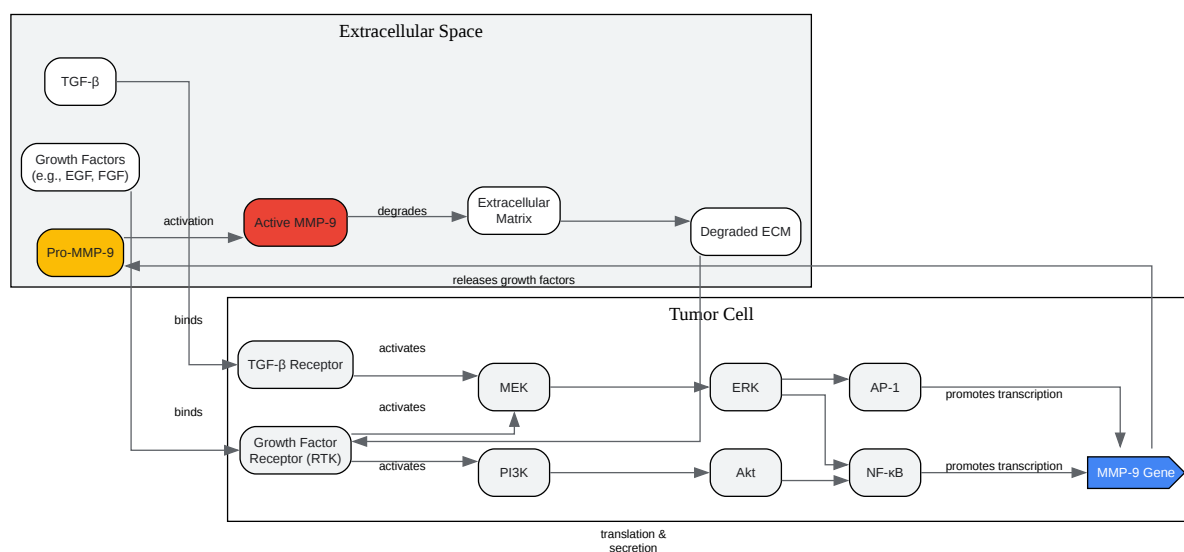 Extracellular Space
TGF-β
Growth Factors
(e.g., EGF, FGF)
activation
Active MMP-9
degrades
Extracellular
Matrix
Degraded ECM
Pro-MMP-9
releases growth factors
Tumor Cell
binds
TGF-β Receptor
activates
MEK
ERK
AP-1
promotes transcription
binds
activates
Growth Factor
Receptor (RTK)
activates
PI3K
Akt
NF-κB
promotes transcription
MMP-9 Gene
translation &
secretion